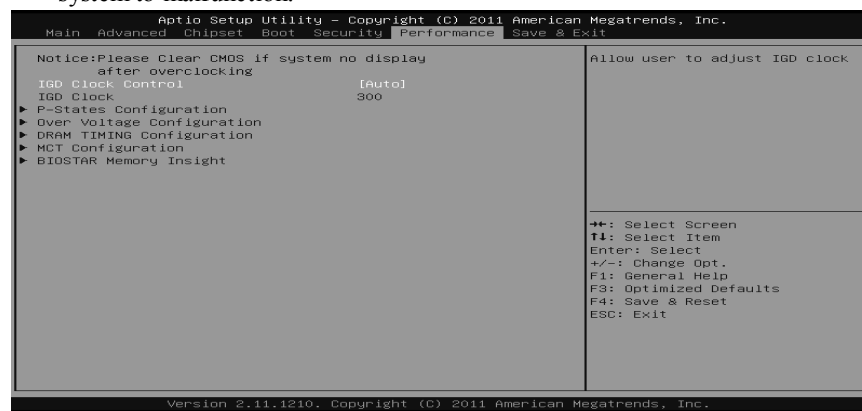 system to malfunction.
Aptio Setup Utility – Copyright (C) 2011 American Megatrends, Inc.
Main Advanced Chipset Boot Security Performance Save & Exit
Notice:Please Clear CMOS if system no display
after overclocking
IGD Clock Control [Auto]
IGD Clock 300
► P-States Configuration
► Over Voltage Configuration
► DRAM TIMING Configuration
► MCT Configuration
► BIOSTAR Memory Insight
Allow user to adjust IGD clock
→←: Select Screen
↑↓: Select Item
Enter: Select
+/-: Change Opt.
F1: General Help
F3: Optimized Defaults
F4: Save & Reset
ESC: Exit
Version 2.11.1210. Copyright (C) 2011 American Megatrends, Inc.